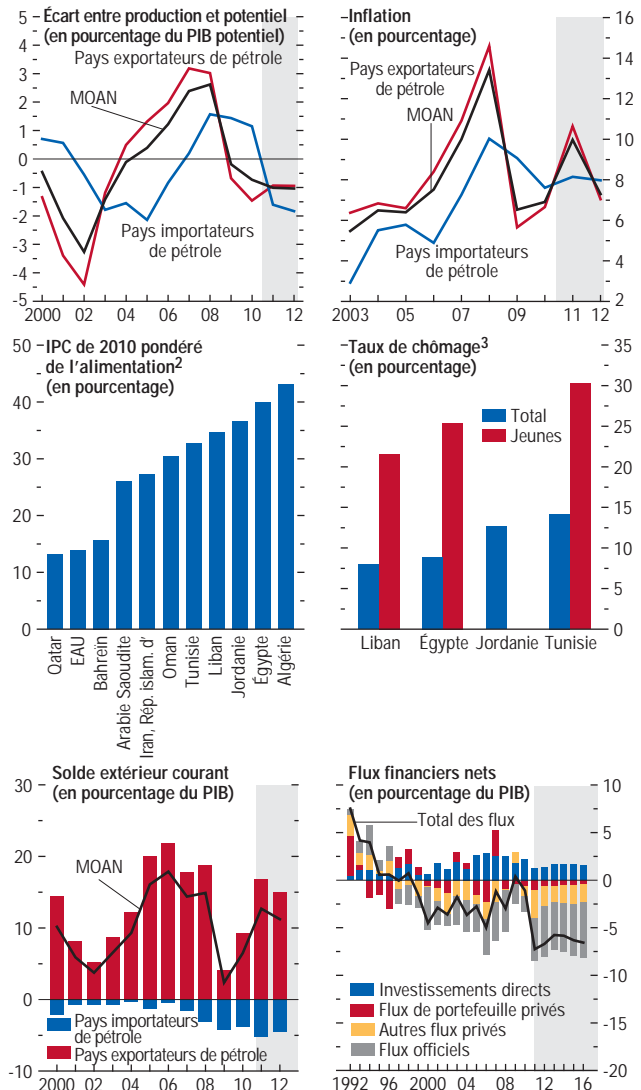 Écart entre production et potentiel
(en pourcentage du PIB potentiel)
Pays exportateurs de pétrole
MOAN
Pays importateurs
de pétrole
5
4
3
2
1
0
-1
-2
-3
-4
-5
2000 02 04 06 08 10 12
Inflation
(en pourcentage)
Pays exportateurs
de pétrole
MOAN
Pays importateurs
de pétrole
16
14
12
10
8
6
4
2
2003 05 07 09 11 12
IPC de 2010 pondéré
de l'alimentation2
(en pourcentage)
50
40
30
20
10
0
Qatar
EAU
Bahreïn
Arabie Saoudite
Iran, Rép. islam. d'
Oman
Tunisie
Liban
Jordanie
Égypte
Algérie
Taux de chômage3
(en pourcentage)
Total
Jeunes
35
30
25
20
15
10
5
0
Liban Égypte Jordanie Tunisie
Solde extérieur courant
(en pourcentage du PIB)
MOAN
Pays importateurs
de pétrole
Pays exportateurs de pétrole
30
20
10
0
-10
2000 02 04 06 08 10 12
Flux financiers nets
(en pourcentage du PIB)
Total des flux
Investissements directs
Flux de portefeuille privés
Autres flux privés
Flux officiels
10
5
0
-5
-10
-15
-20
1992 96 2000 04 08 12 16